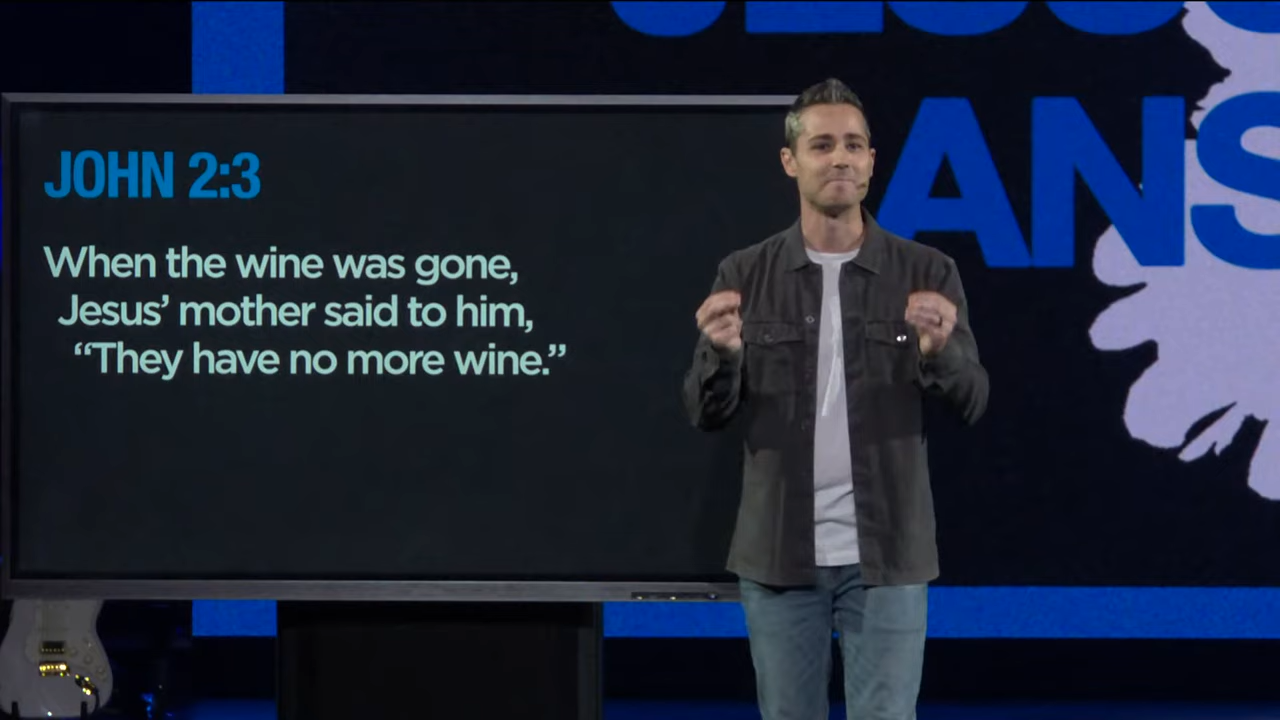 JOHN 2:3
When the wine was gone,
Jesus’ mother said to him,
“They have no more wine.”
ANS